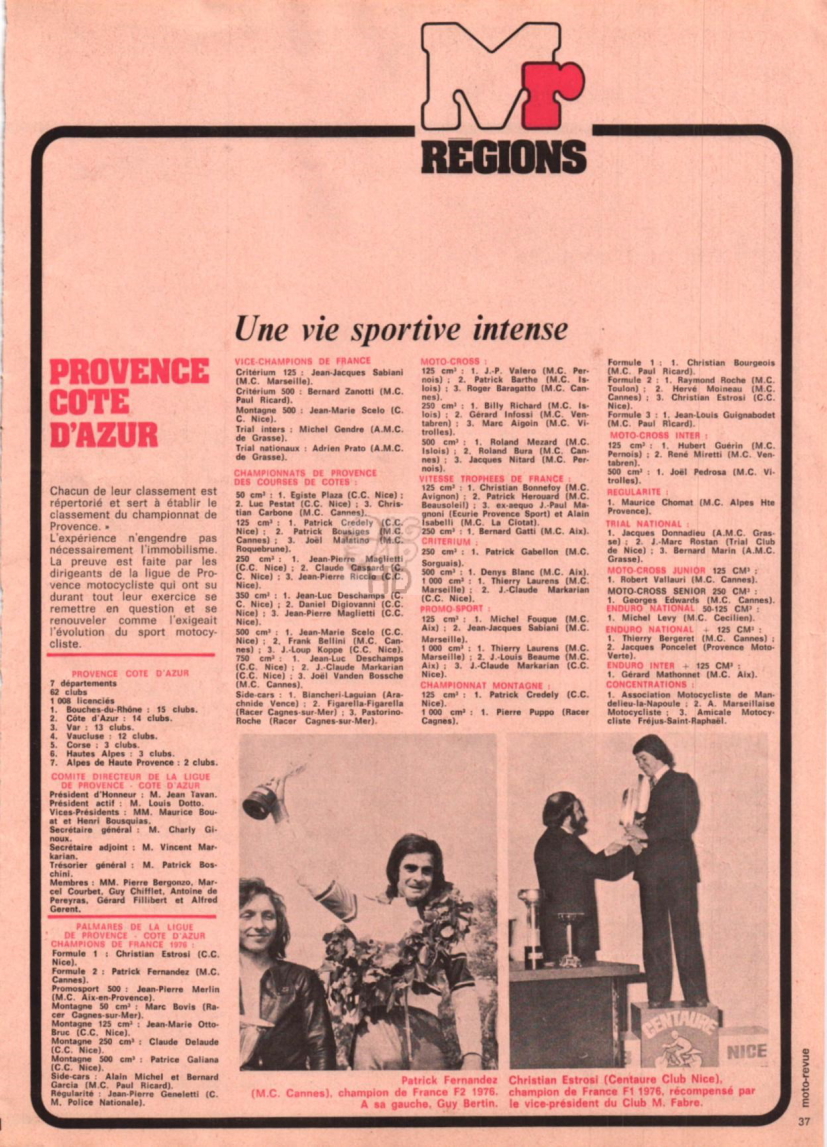 Mr
REGIONS
Une vie sportive intense
PROVENCE
COTE
D'AZUR
Chacun de leur classement est
répertorié et sert à établir le
classement du championnat de
Provence. »
L'expérience n'engendre pas
nécessairement l'immobilisme.
La preuve est faite par les
dirigeants de la ligue de Pro-
vence motocycliste qui ont su
durant tout leur exercice se
remettre en question et se
renouveler comme l'exigeait
l'évolution du sport motocy-
cliste.
PROVENCE COTE D'AZUR
7 départements
62 clubs
1 008 licenciés
1. Bouches-du-Rhône : 15 clubs.
2. Côte d'Azur : 14 clubs.
3. Var : 13 clubs.
4. Vaucluse : 12 clubs.
5. Corse : 3 clubs.
6. Hautes Alpes : 3 clubs.
7. Alpes de Haute Provence : 2 clubs.
COMITE DIRECTEUR DE LA LIGUE
DE PROVENCE - COTE D'AZUR
Président d'Honneur : M. Jean Tavan.
Président actif : M. Louis Dotto.
Vices-Présidents : MM. Maurice Bou-
at et Henri Bousquias.
Secrétaire général : M. Charly Gi-
noux.
Secrétaire adjoint : M. Vincent Mar-
karian.
Trésorier général : M. Patrick Bos-
chini.
Membres : MM. Pierre Bergonzo, Mar-
cel Courbet, Guy Chifflet, Antoine de
Pereyras, Gérard Fillibert et Alfred
Gerent.
PALMARES DE LA LIGUE
DE PROVENCE - COTE D'AZUR
CHAMPIONS DE FRANCE 1976 :
Formule 1 : Christian Estrosi (C.C.
Nice).
Formule 2 : Patrick Fernandez (M.C.
Cannes).
Promosport 500 : Jean-Pierre Merlin
(M.C. Aix-en-Provence).
Montagne 50 cm³ : Marc Bovis (Ra-
cer Cagnes-sur-Mer).
Montagne 125 cm³ : Jean-Marie Otto-
Bruc (C.C. Nice).
Montagne 250 cm³ : Claude Delaude
(C.C. Nice).
Montagne 500 cm³ : Patrice Galiana
(C.C. Nice).
Side-cars : Alain Michel et Bernard
Garcia (M.C. Paul Ricard).
Régularité : Jean-Pierre Geneletti (C.
M. Police Nationale).
VICE-CHAMPIONS DE FRANCE
Critérium 125 : Jean-Jacques Sabiani
(M.C. Marseille).
Critérium 500 : Bernard Zanotti (M.C.
Paul Ricard).
Montagne 500 : Jean-Marie Scelo (C.
C. Nice).
Trial inters : Michel Gendre (A.M.C.
de Grasse).
Trial nationaux : Adrien Prato (A.M.C.
de Grasse).
CHAMPIONNATS DE PROVENCE
DES COURSES DE COTES :
50 cm³ : 1. Egiste Plaza (C.C. Nice) ;
2. Luc Pestat (C.C. Nice) ; 3. Chris-
tian Carbone (M.C. Cannes).
125 cm³ : 1. Patrick Credely (C.C.
Nice) ; 2. Patrick Bousiges (M.C.
Cannes) ; 3. Joël Malatino (M.C.
Roquebrune).
250 cm³ : 1. Jean-Pierre Maglietti
(C.C. Nice) ; 2. Claude Cassard (C.
C. Nice) ; 3. Jean-Pierre Riccio (C.C.
Nice).
350 cm³ : 1. Jean-Luc Deschamps (C.
C. Nice) ; 2. Daniel Digiovanni (C.C.
Nice) ; 3. Jean-Pierre Maglietti (C.C.
Nice).
500 cm³ : 1. Jean-Marie Scelo (C.C.
Nice) ; 2. Frank Bellini (M.C. Can-
nes) ; 3. J.-Loup Koppe (C.C. Nice).
750 cm³ : 1. Jean-Luc Deschamps
(C.C. Nice) ; 2. J.-Claude Markarian
(C.C. Nice) ; 3. Joël Vanden Bossche
(M.C. Cannes).
Side-cars : 1. Biancheri-Laguian (Ara-
chnide Vence) ; 2. Figarella-Figarella
(Racer Cagnes-sur-Mer) ; 3. Pastorino-
Roche (Racer Cagnes-sur-Mer).
MOTO-CROSS :
125 cm³ : 1. J.-P. Valero (M.C. Per-
nois) ; 2. Patrick Barthe (M.C. Is-
lois) ; 3. Roger Baragatto (M.C. Can-
nes).
250 cm³ : 1. Billy Richard (M.C. Is-
lois) ; 2. Gérard Infossi (M.C. Ven-
tabren) ; 3. Marc Aigoin (M.C. Vi-
trolles).
500 cm³ : 1. Roland Mezard (M.C.
Islois) ; 2. Roland Bura (M.C. Can-
nes) ; 3. Jacques Nitard (M.C. Per-
nois).
VITESSE TROPHEES DE FRANCE :
125 cm³ : 1. Christian Bonnefoy (M.C.
Avignon) ; 2. Patrick Herouard (M.C.
Beausoleil) ; 3. ex-aequo J.-Paul Ma-
gnoni (Ecurie Provence Sport) et Alain
Isabelli (M.C. La Ciotat).
250 cm³ : 1. Bernard Gatti (M.C. Aix).
CRITERIUM
250 cm³ : 1. Patrick Gabellon (M.C.
Sorguais).
500 cm³ : 1. Denys Blanc (M.C. Aix).
1 000 cm³ : 1. Thierry Laurens (M.C.
Marseille) ; 2. J.-Claude Markarian
(C.C. Nice).
PROMO-SPORT :
125 cm³ : 1. Michel Fouque (M.C.
Aix) ; 2. Jean-Jacques Sabiani (M.C.
Marseille).
1 000 cm³ : 1. Thierry Laurens (M.C.
Marseille) ; 2. J.-Louis Beaume (M.C.
Aix) ; 3. J.-Claude Markarian (C.C.
Nice).
CHAMPIONNAT MONTAGNE :
125 cm³ : 1. Patrick Credely (C.C.
Nice).
1 000 cm³ : 1. Pierre Puppo (Racer
Cagnes).
Formule 1 : 1. Christian Bourgeois
(M.C. Paul Ricard).
Formule 2 : 1. Raymond Roche (M.C.
Toulon) ; 2. Hervé Moineau (M.C.
Cannes) ; 3. Christian Estrosi (C.C.
Nice).
Formule 3 : 1. Jean-Louis Guignabodet
(M.C. Paul Ricard).
MOTO-CROSS INTER :
125 cm³ : 1. Hubert Guérin (M.C.
Pernois) ; 2. René Miretti (M.C. Ven-
tabren).
500 cm³ : 1. Joël Pedrosa (M.C. Vi-
trolles).
REGULARITE :
1. Maurice Chomat (M.C. Alpes Hte
Provence).
TRIAL NATIONAL :
1. Jacques Donnadieu (A.M.C. Gras-
se) ; 2. J.-Marc Rostan (Trial Club
de Nice) ; 3. Bernard Marin (A.M.C.
Grasse).
MOTO-CROSS JUNIOR 125 CM³ :
1. Robert Vallauri (M.C. Cannes).
MOTO-CROSS SENIOR 250 CM³ :
1. Georges Edwards (M.C. Cannes).
ENDURO NATIONAL 50-125 CM³ :
1. Michel Levy (M.C. Cecilien).
ENDURO NATIONAL + 125 CM³ :
1. Thierry Bergeret (M.C. Cannes) ;
2. Jacques Poncelet (Provence Moto-
Verte).
ENDURO INTER + 125 CM³ :
1. Gérard Mathonnet (M.C. Aix).
CONCENTRATIONS :
1. Association Motocycliste de Man-
delieu-la-Napoule ; 2. A. Marseillaise
Motocycliste ; 3. Amicale Motocy-
cliste Fréjus-Saint-Raphaël.
CENTAURE
NICE
Patrick Fernandez
(M.C. Cannes), champion de France F2 1976.
A sa gauche, Guy Bertin.
Christian Estrosi (Centaure Club Nice),
champion de France F1 1976, récompensé par
le vice-président du Club M. Fabre.
moto-revue
37